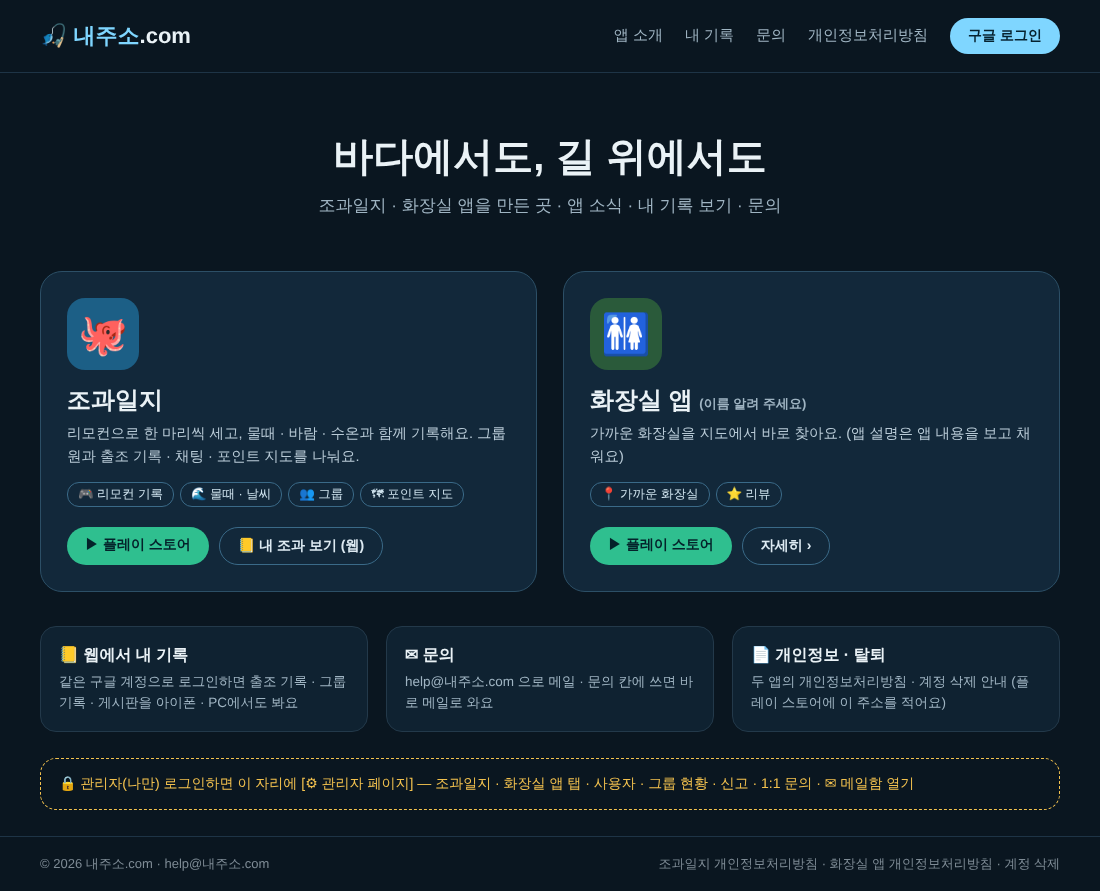 🎣 내주소.com
앱 소개 내 기록 문의 개인정보처리방침 구글 로그인
바다에서도, 길 위에서도
조과일지 · 화장실 앱을 만든 곳 · 앱 소식 · 내 기록 보기 · 문의
조과일지
리모컨으로 한 마리씩 세고, 물때 · 바람 · 수온과 함께 기록해요. 그룹
원과 출조 기록 · 채팅 · 포인트 지도를 나눠요.
🎮 리모컨 기록 🌊 물때 · 날씨 👥 그룹 🗺 포인트 지도
▶ 플레이 스토어 📒 내 조과 보기 (웹)
화장실 앱 (이름 알려 주세요)
가까운 화장실을 지도에서 바로 찾아요. (앱 설명은 앱 내용을 보고 채
워요)
📍 가까운 화장실 ⭐ 리뷰
▶ 플레이 스토어 자세히 ›
📒 웹에서 내 기록
같은 구글 계정으로 로그인하면 출조 기록 · 그룹
기록 · 게시판을 아이폰 · PC에서도 봐요
✉ 문의
help@내주소.com 으로 메일 · 문의 칸에 쓰면 바
로 메일로 와요
📄 개인정보 · 탈퇴
두 앱의 개인정보처리방침 · 계정 삭제 안내 (플
레이 스토어에 이 주소를 적어요)
🔒 관리자(나만) 로그인하면 이 자리에 [⚙ 관리자 페이지] — 조과일지 · 화장실 앱 탭 · 사용자 · 그룹 현황 · 신고 · 1:1 문의 · ✉ 메일함 열기
© 2026 내주소.com · help@내주소.com
조과일지 개인정보처리방침 · 화장실 앱 개인정보처리방침 · 계정 삭제